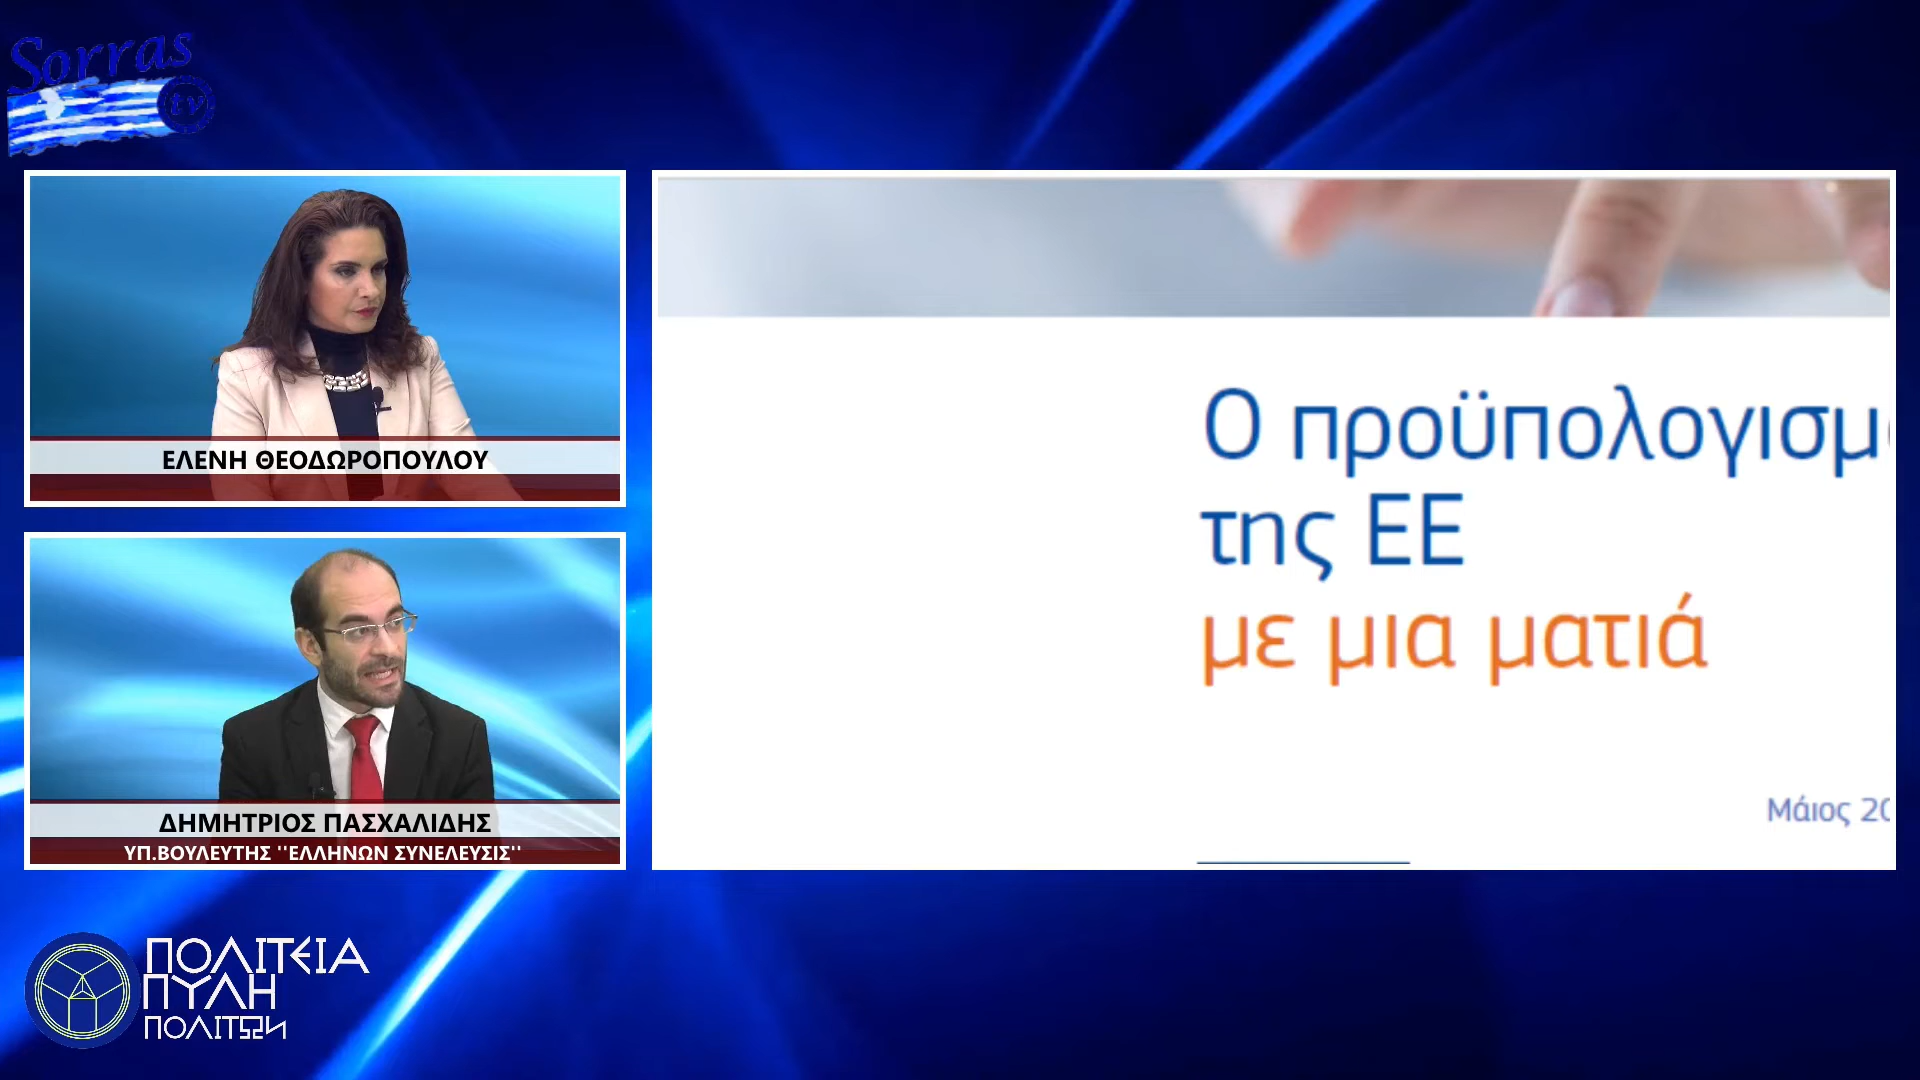 Sorras
tv
ΕΛΕΝΗ ΘΕΟΔΩΡΟΠΟΥΛΟΥ
ΔΗΜΗΤΡΙΟΣ ΠΑΣΧΑΛΙΔΗΣ
ΥΠ.ΒΟΥΛΕΥΤΗΣ ''ΕΛΛΗΝΩΝ ΣΥΝΕΛΕΥΣΙΣ''
Ο προϋπολογισμ
της ΕΕ
με μια ματιά
Μάιος 20
ΠΟΛΙΤΕΙΑ
ΠΥΛΗ
ΠΟΛΙΤΩΝ